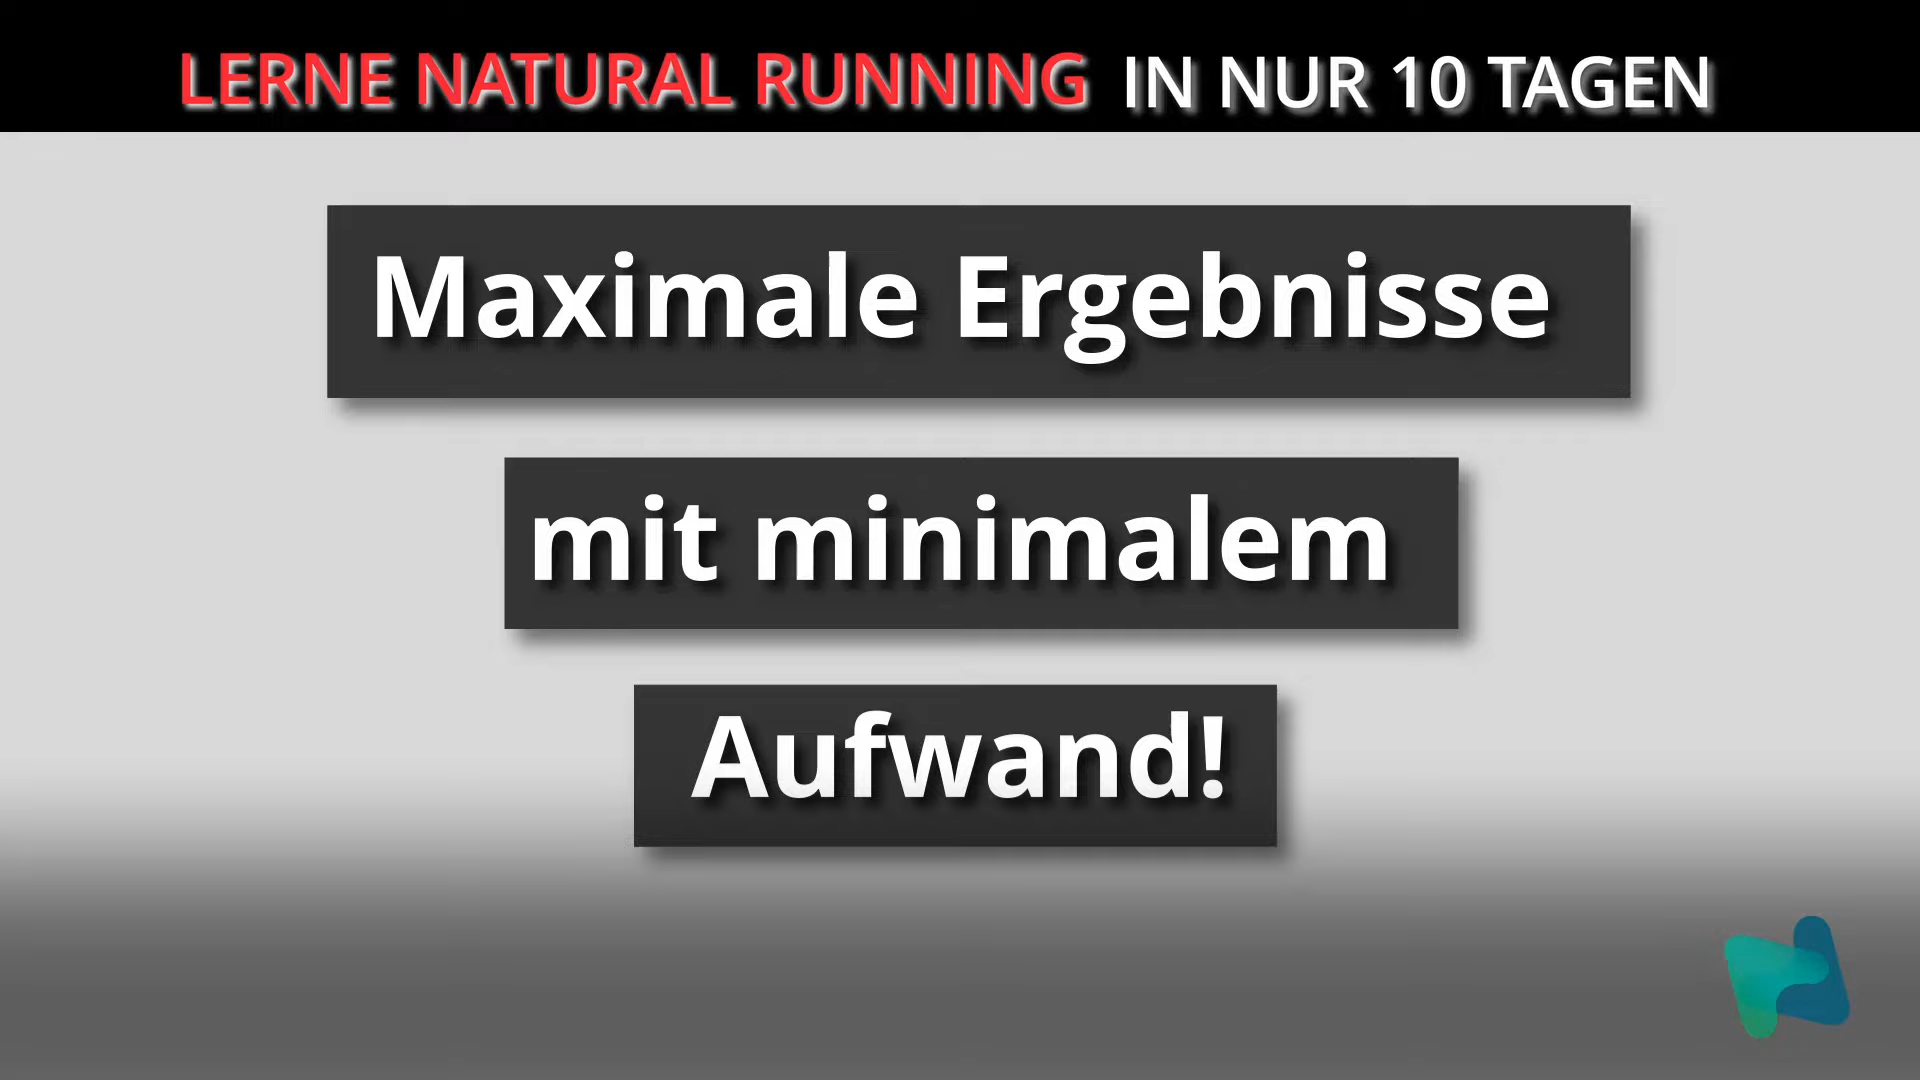 LERNE NATURAL RUNNING IN NUR 10 TAGEN
Maximale Ergebnisse
mit minimalem
Aufwand!